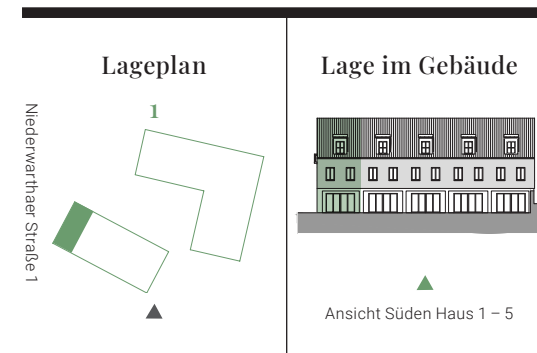 Lageplan
1
Niederwarthaer Straße 1
Lage im Gebäude
Ansicht Süden Haus 1 – 5